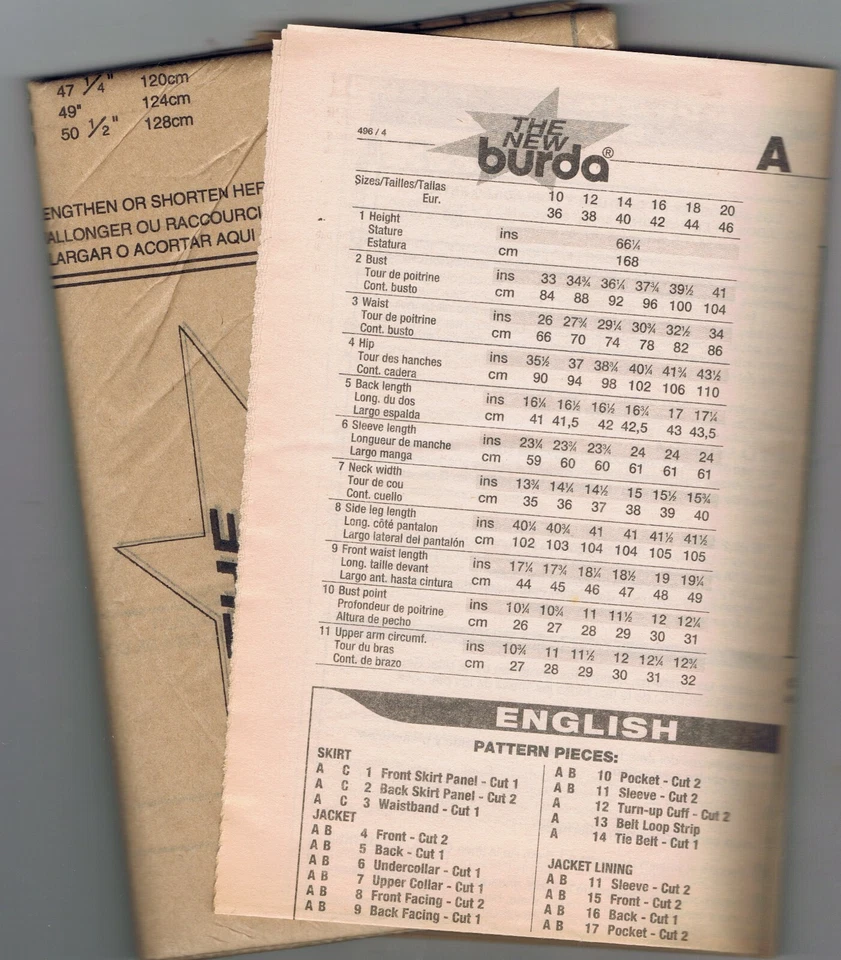 47 1/4" 120cm
49" 124cm
50 1/2" 128cm
ENGTHEN OR SHORTEN HER
ALLONGER OU RACCOURCI
LARGAR O ACORTAR AQUI
THE
496 / 4
THE NEW
burda®
A
Sizes/Tailles/Tallas 10 12 14 16 18 20
Eur. 36 38 40 42 44 46
1 Height
Stature ins 66¼
Estatura cm 168
2 Bust
Tour de poitrine ins 33 34¾ 36¼ 37¾ 39½ 41
Cont. busto cm 84 88 92 96 100 104
3 Waist
Tour de poitrine ins 26 27¾ 29¼ 30¾ 32½ 34
Cont. busto cm 66 70 74 78 82 86
4 Hip
Tour des hanches ins 35½ 37 38¾ 40¼ 41¾ 43½
Cont. cadera cm 90 94 98 102 106 110
5 Back length
Long. du dos ins 16¼ 16½ 16½ 16¾ 17 17¼
Largo espalda cm 41 41,5 42 42,5 43 43,5
6 Sleeve length
Longueur de manche ins 23¼ 23¾ 23¾ 24 24 24
Largo manga cm 59 60 60 61 61 61
7 Neck width
Tour de cou ins 13¾ 14¼ 14½ 15 15½ 15¾
Cont. cuello cm 35 36 37 38 39 40
8 Side leg length
Long. côté pantalon ins 40¼ 40¾ 41 41 41½ 41½
Largo lateral del pantalón cm 102 103 104 104 105 105
9 Front waist length
Long. taille devant ins 17¼ 17¾ 18¼ 18½ 19 19¼
Largo ant. hasta cintura cm 44 45 46 47 48 49
10 Bust point
Profondeur de poitrine ins 10¼ 10¾ 11 11½ 12 12¼
Altura de pecho cm 26 27 28 29 30 31
11 Upper arm circumf.
Tour du bras ins 10¾ 11 11½ 12 12¼ 12¾
Cont. de brazo cm 27 28 29 30 31 32
ENGLISH
PATTERN PIECES:
SKIRT
A C 1 Front Skirt Panel - Cut 1
A C 2 Back Skirt Panel - Cut 2
A C 3 Waistband - Cut 1
JACKET
A B 4 Front - Cut 2
A B 5 Back - Cut 1
A B 6 Undercollar - Cut 1
A B 7 Upper Collar - Cut 1
A B 8 Front Facing - Cut 2
A B 9 Back Facing - Cut 1
A B 10 Pocket - Cut 2
A B 11 Sleeve - Cut 2
A 12 Turn-up Cuff - Cut 2
A 13 Belt Loop Strip
A 14 Tie Belt - Cut 1
JACKET LINING
A B 11 Sleeve - Cut 2
A B 15 Front - Cut 2
A B 16 Back - Cut 1
A B 17 Pocket - Cut 2